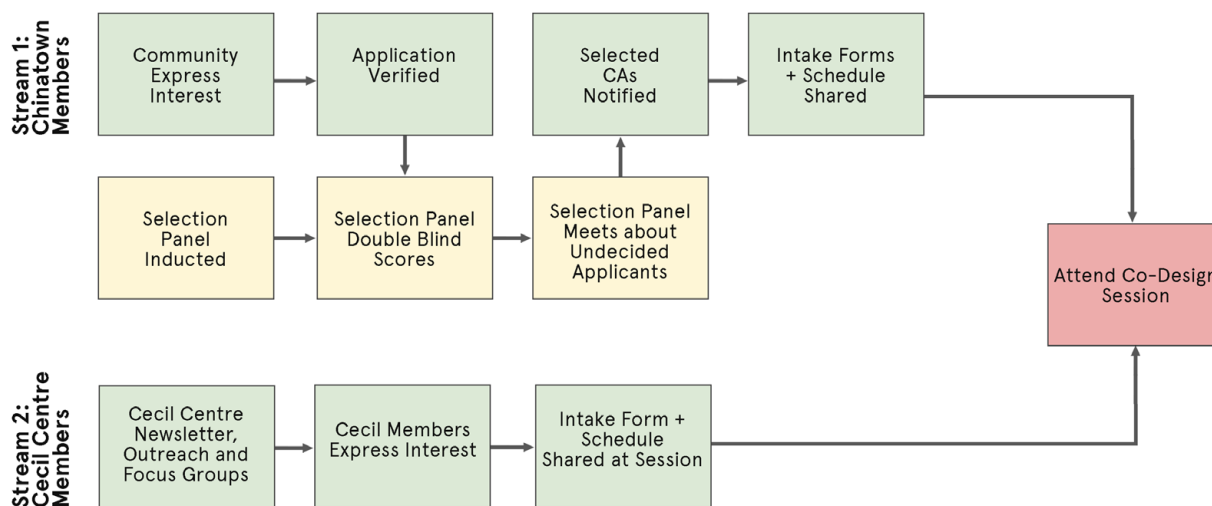 Stream 1:
Chinatown
Members
Community
Express
Interest
Application
Verified
Selected
CAs
Notified
Intake Forms
+ Schedule
Shared
Selection
Panel
Inducted
Selection Panel
Double Blind
Scores
Selection Panel
Meets about
Undecided
Applicants
Attend Co-Design
Session
Stream 2:
Cecil Centre
Members
Cecil Centre
Newsletter,
Outreach and
Focus Groups
Cecil Members
Express Interest
Intake Form +
Schedule
Shared at Session